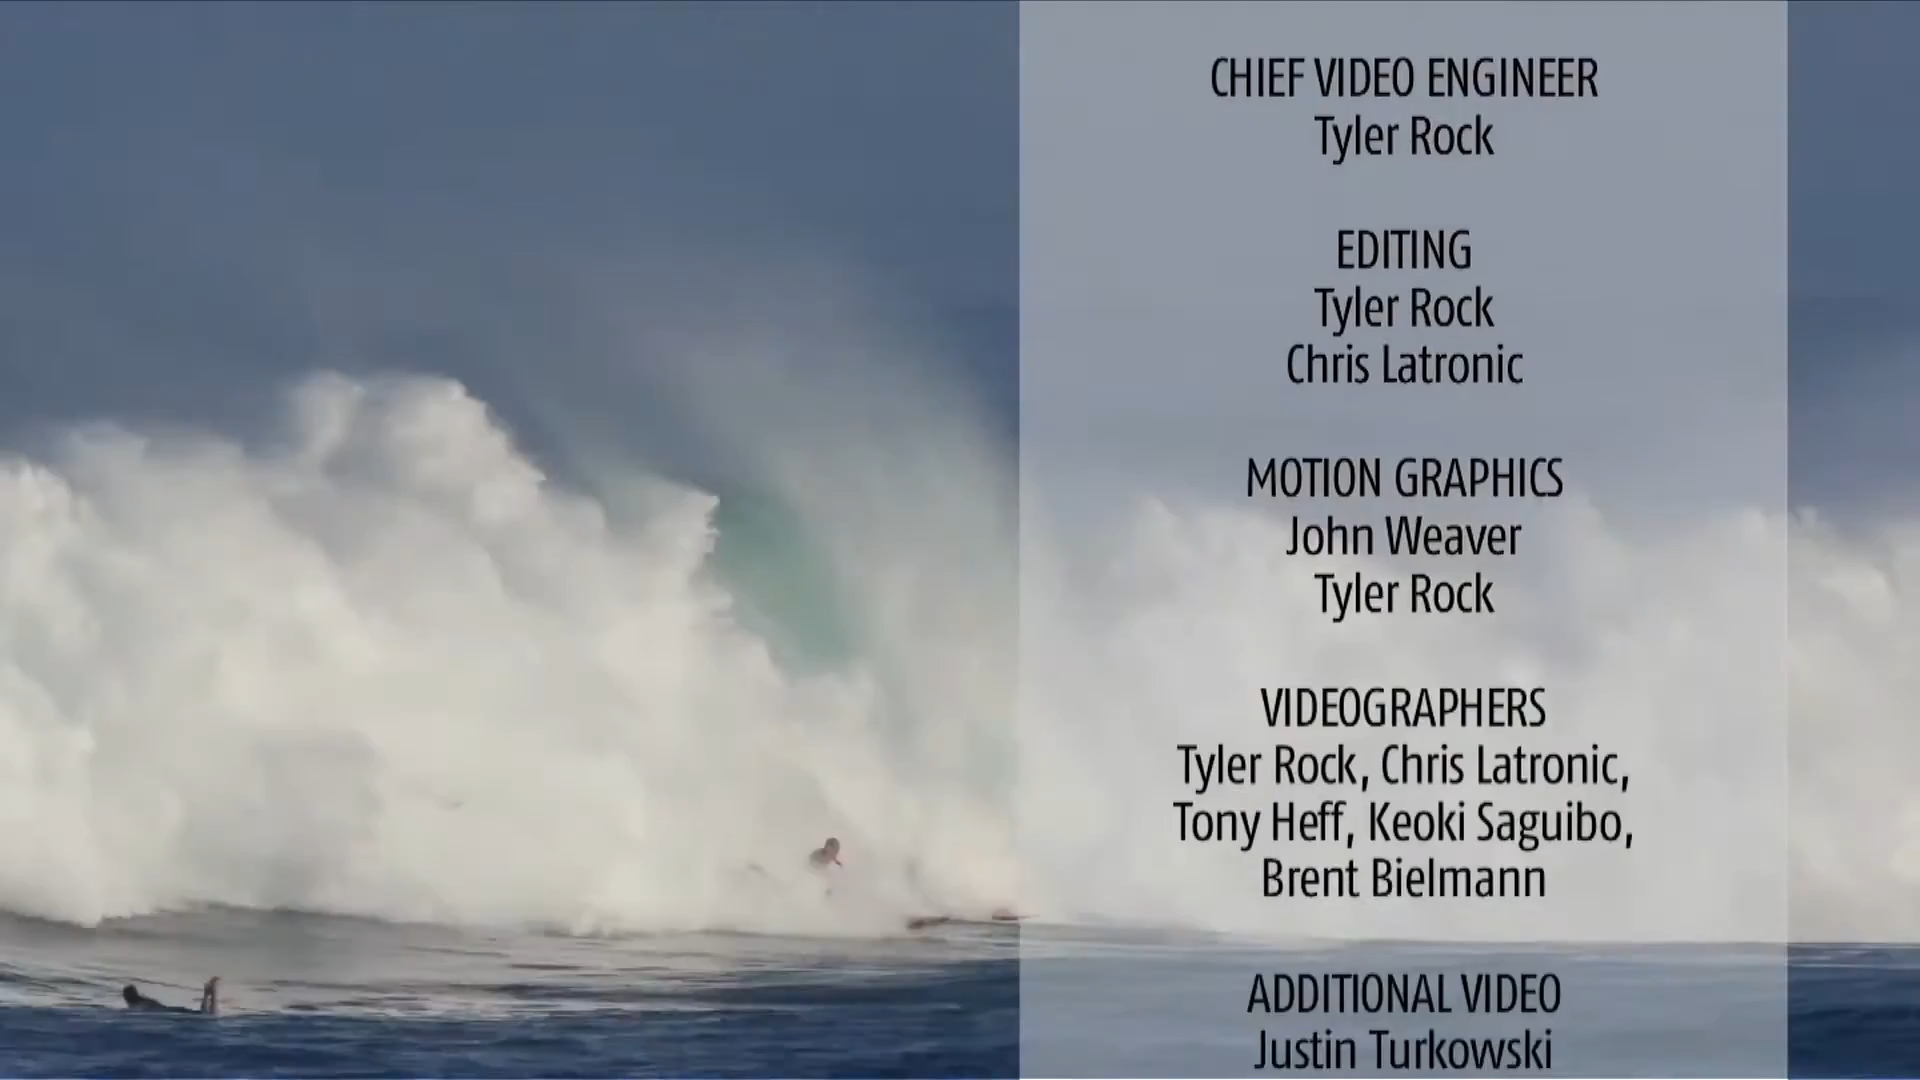 CHIEF VIDEO ENGINEER
Tyler Rock
EDITING
Tyler Rock
Chris Latronic
MOTION GRAPHICS
John Weaver
Tyler Rock
VIDEOGRAPHERS
Tyler Rock, Chris Latronic,
Tony Heff, Keoki Saguibo,
Brent Bielmann
ADDITIONAL VIDEO
Justin Turkowski